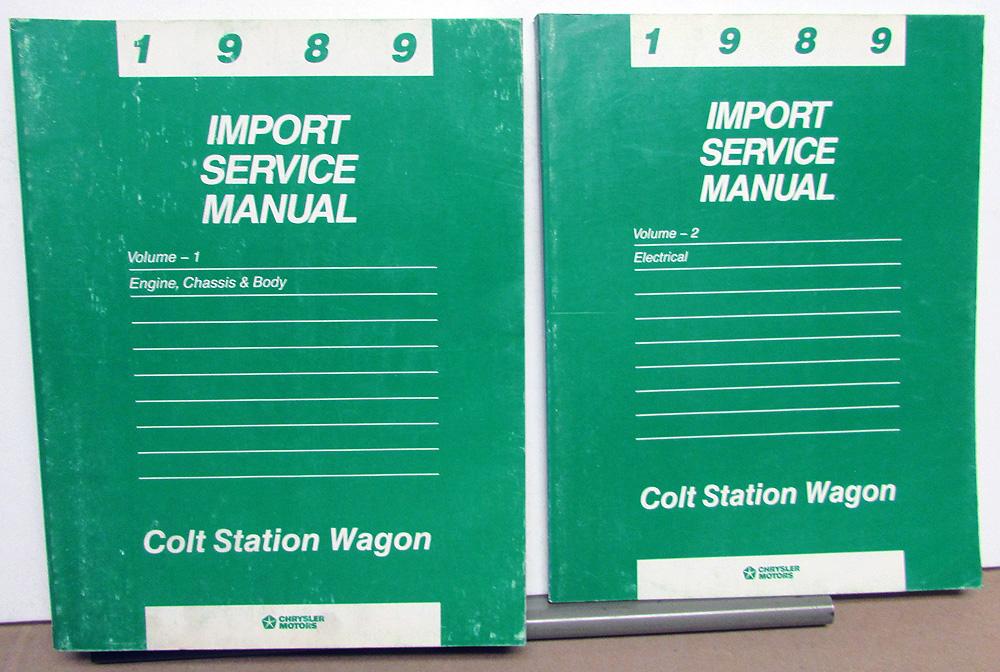 1 9 8 9
IMPORT
SERVICE
MANUAL
Volume – 1
Engine, Chassis & Body
Colt Station Wagon
CHRYSLER
MOTORS
1 9 8 9
IMPORT
SERVICE
MANUAL
Volume – 2
Electrical
Colt Station Wagon
CHRYSLER
MOTORS